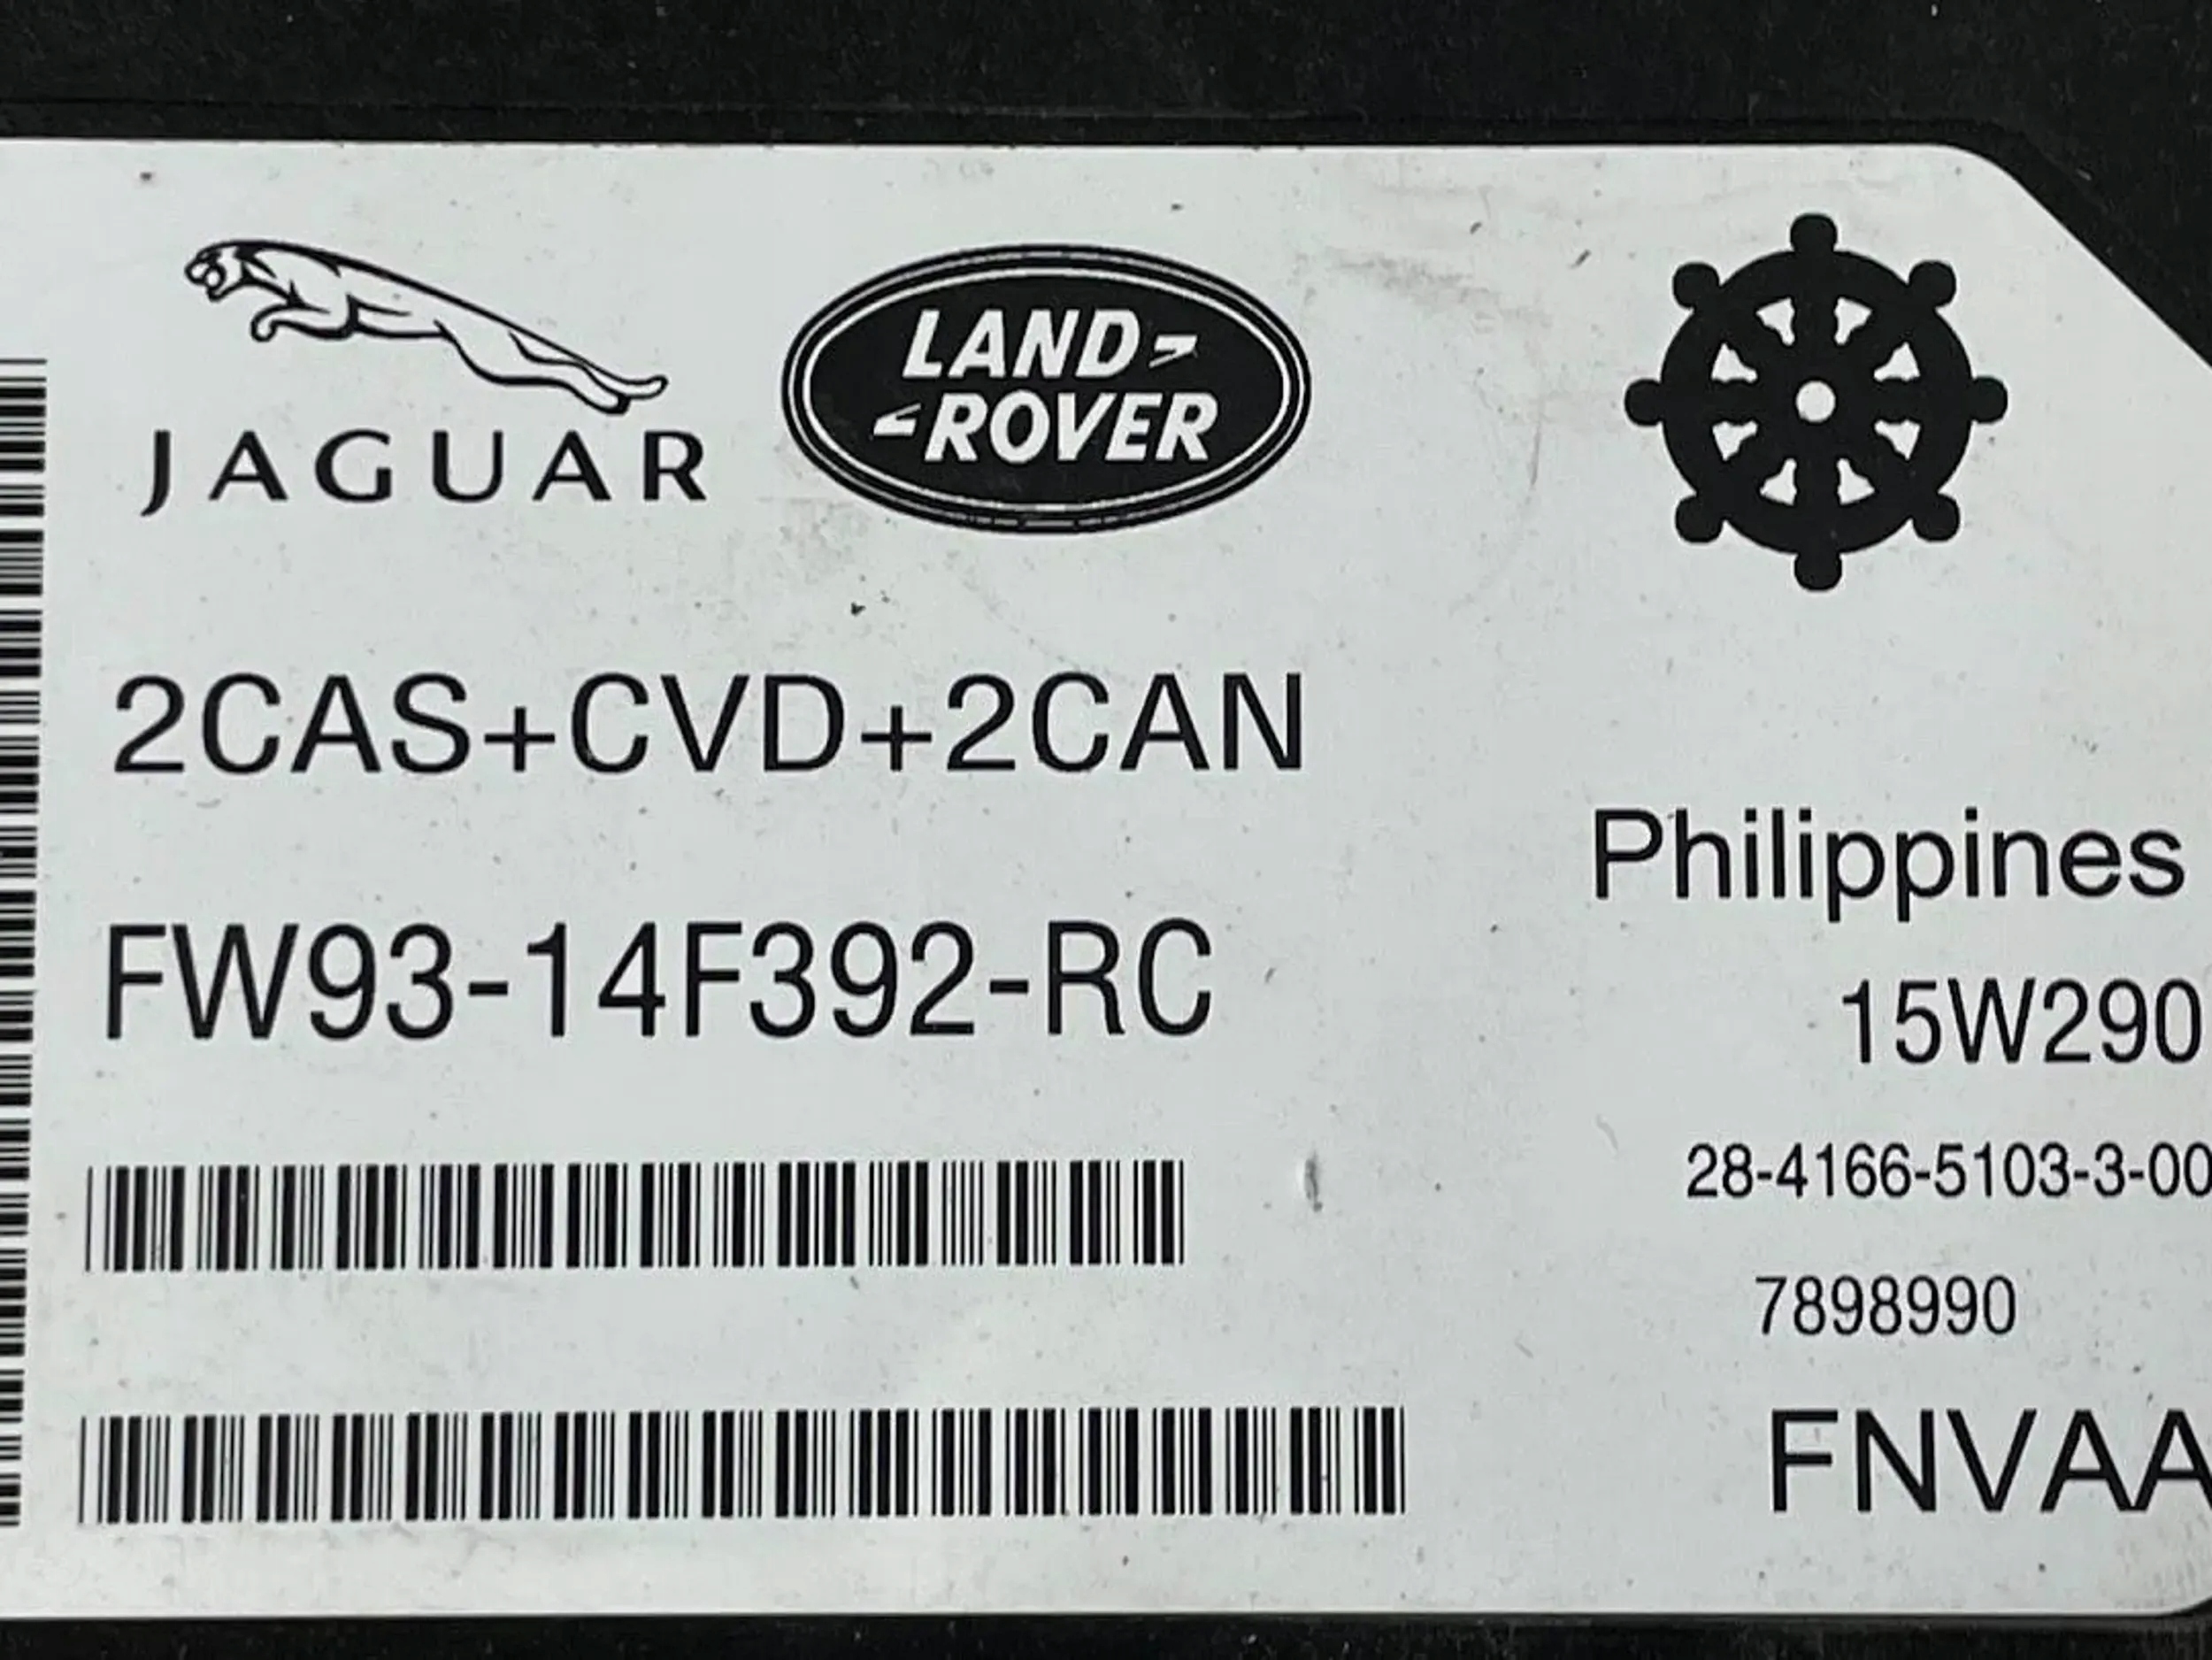 JAGUAR
LAND
ROVER
2CAS+CVD+2CAN
FW93-14F392-RC
Philippines
15W290
28-4166-5103-3-00
7898990
FNVAA